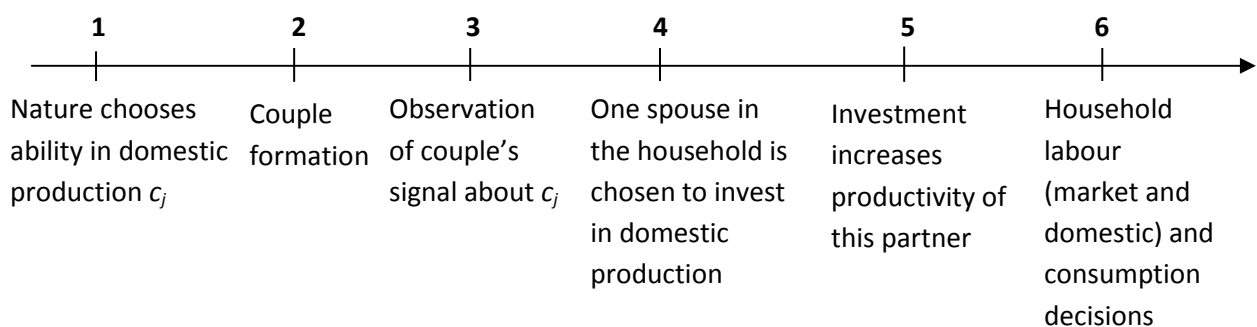 1 2 3 4 5 6
Nature chooses
ability in domestic
production cj
Couple
formation
Observation
of couple’s
signal about cj
One spouse in
the household is
chosen to invest
in domestic
production
Investment
increases
productivity of
this partner
Household
labour
(market and
domestic) and
consumption
decisions